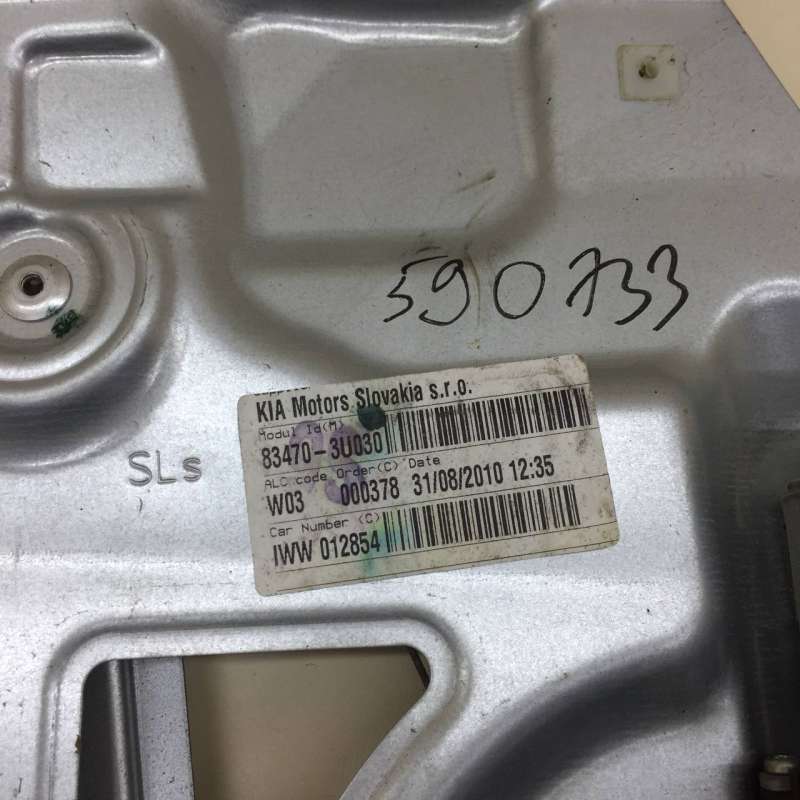 590733
KIA Motors Slovakia s.r.o.
Modul Id(M)
83470-3U030
ALC code Order(C) Date
W03 000378 31/08/2010 12:35
Car Number (C)
IWW 012854
SLs